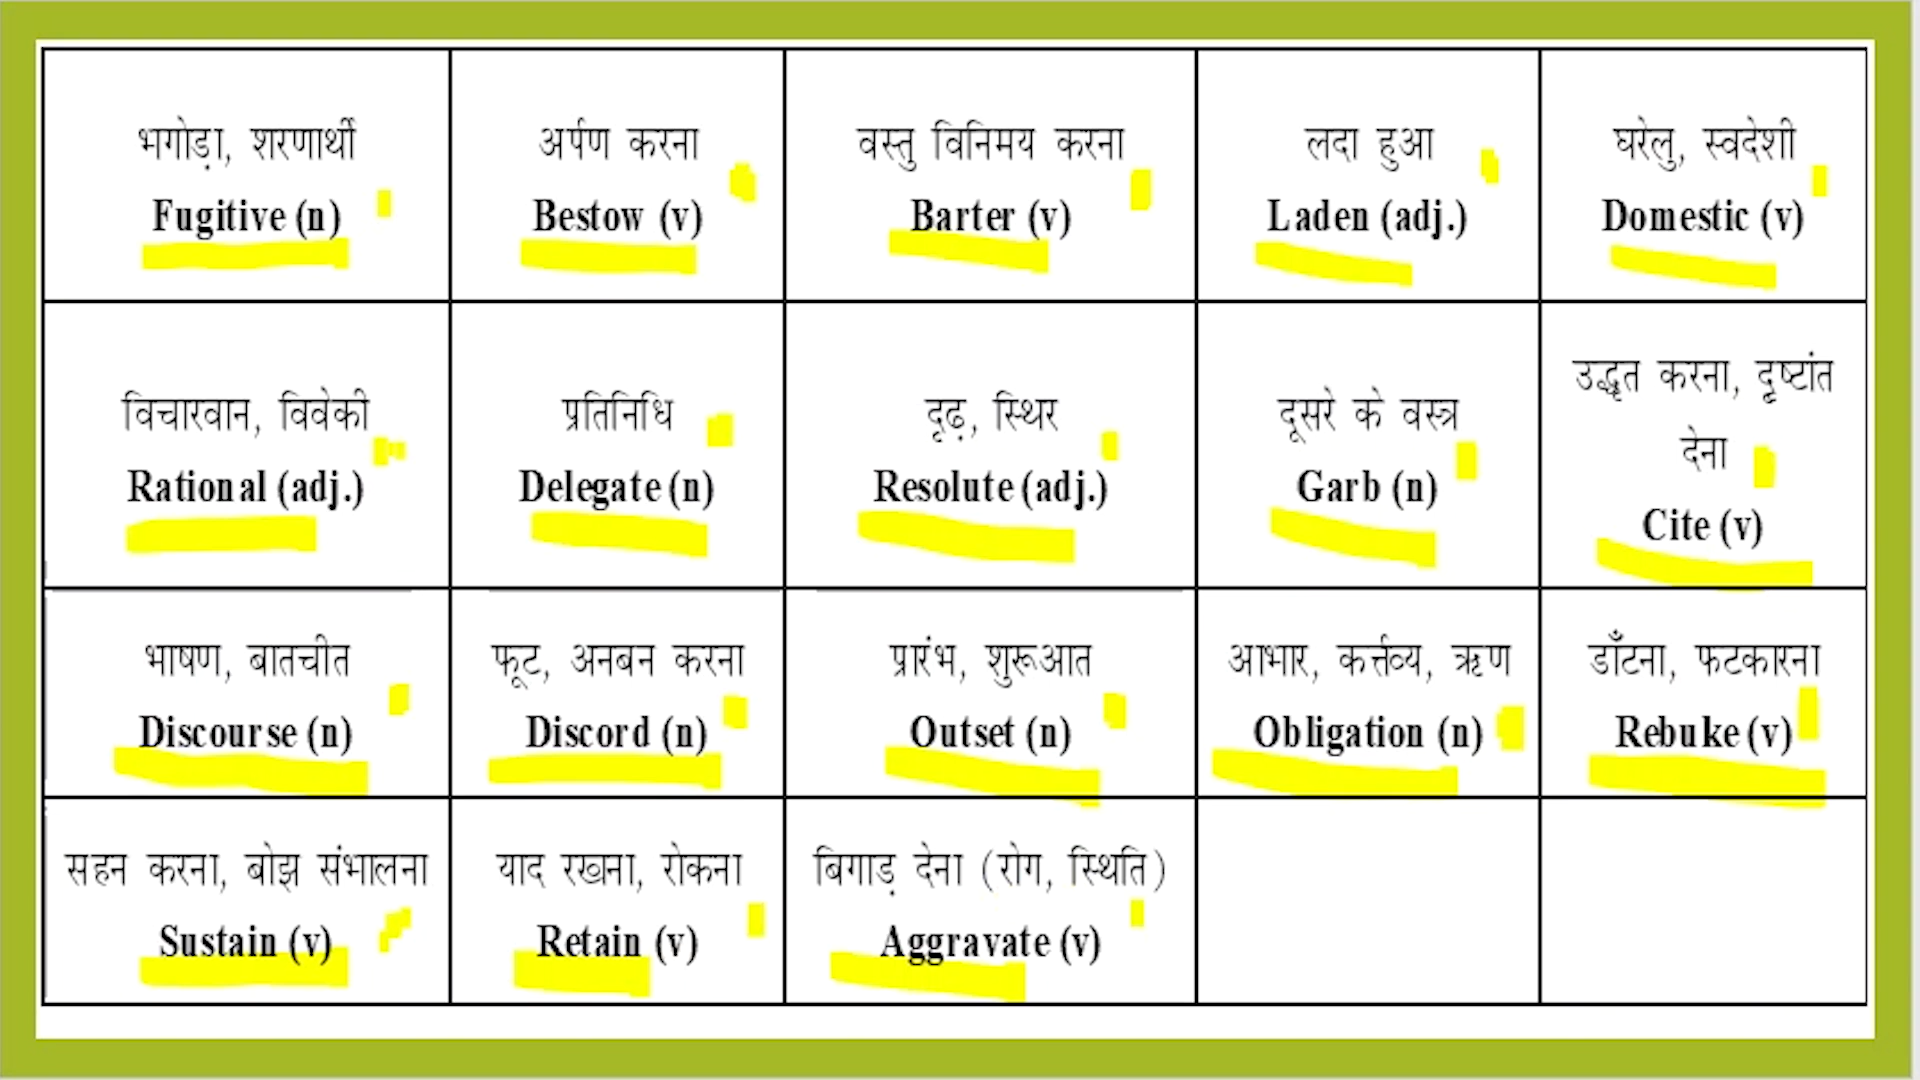 भगोड़ा, शरणार्थी
Fugitive (n)
अर्पण करना
Bestow (v)
वस्तु विनिमय करना
Barter (v)
लदा हुआ
Laden (adj.)
घरेलु, स्वदेशी
Domestic (v)
विचारवान, विवेकी
Rational (adj.)
प्रतिनिधि
Delegate (n)
दृढ़, स्थिर
Resolute (adj.)
दूसरे के वस्त्र
Garb (n)
उद्धृत करना, दृष्टांत
देना
Cite (v)
भाषण, बातचीत
Discourse (n)
फूट, अनबन करना
Discord (n)
प्रारंभ, शुरूआत
Outset (n)
आभार, कर्त्तव्य, ऋण
Obligation (n)
डाँटना, फटकारना
Rebuke (v)
सहन करना, बोझ संभालना
Sustain (v)
याद रखना, रोकना
Retain (v)
बिगाड़ देना (रोग, स्थिति)
Aggravate (v)